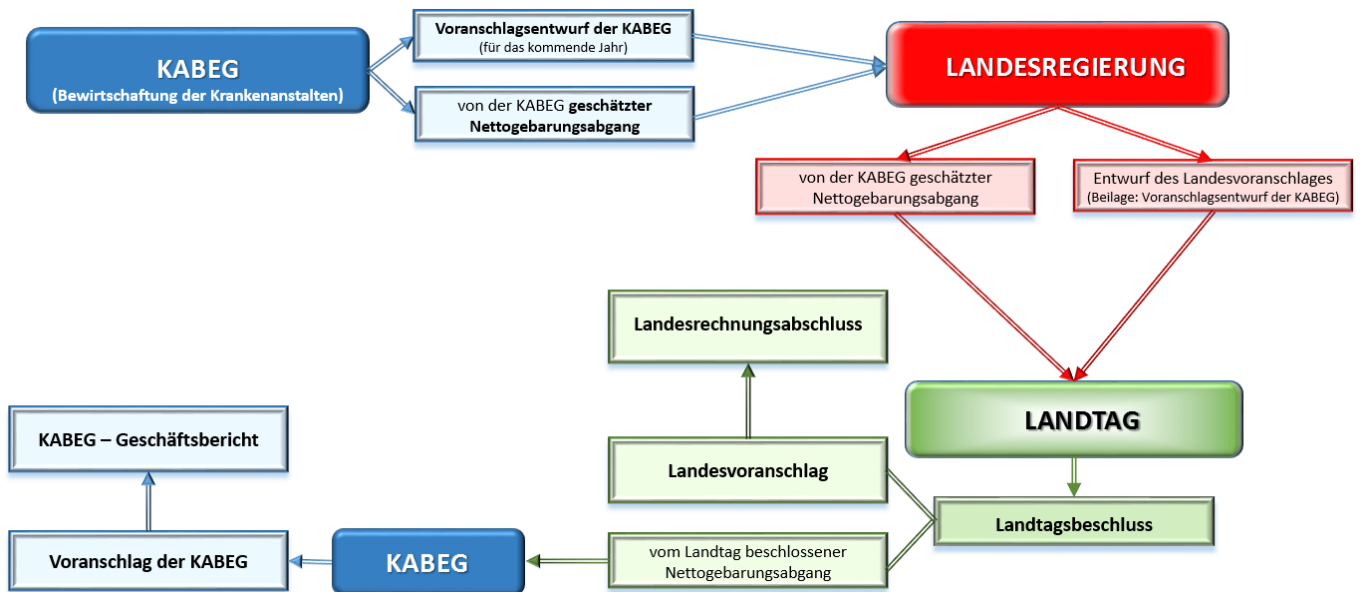 KABEG
(Bewirtschaftung der Krankenanstalten)
Voranschlagsentwurf der KABEG
(für das kommende Jahr)
von der KABEG geschätzter
Nettogebarungsabgang
LANDESREGIERUNG
von der KABEG geschätzter
Nettogebarungsabgang
Entwurf des Landesvoranschlages
(Beilage: Voranschlagsentwurf der KABEG)
LANDTAG
Landtagsbeschluss
Landesrechnungsabschluss
Landesvoranschlag
vom Landtag beschlossener
Nettogebarungsabgang
KABEG
Voranschlag der KABEG
KABEG – Geschäftsbericht